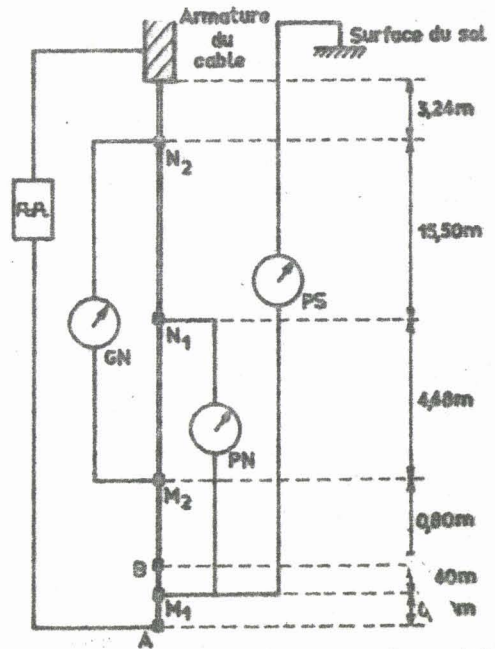 Armature
du
cable
Surface du sol
3,24m
N2
15,50m
PS
GN
N1
4,48m
PN
M2
0,80m
B
40m
M1
A